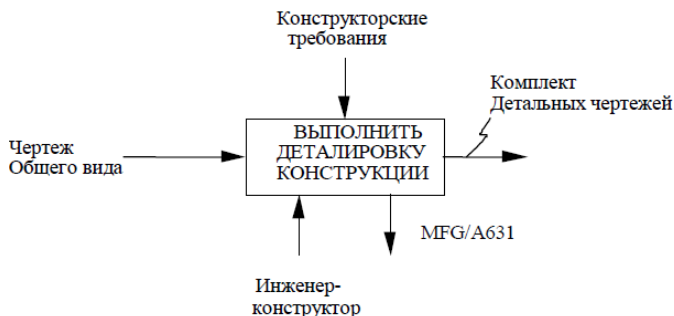 Конструкторские
требования
Комплект
Детальных чертежей
Чертеж
Общего вида
ВЫПОЛНИТЬ
ДЕТАЛИРОВКУ
КОНСТРУКЦИИ
MFG/A631
Инженер-
конструктор